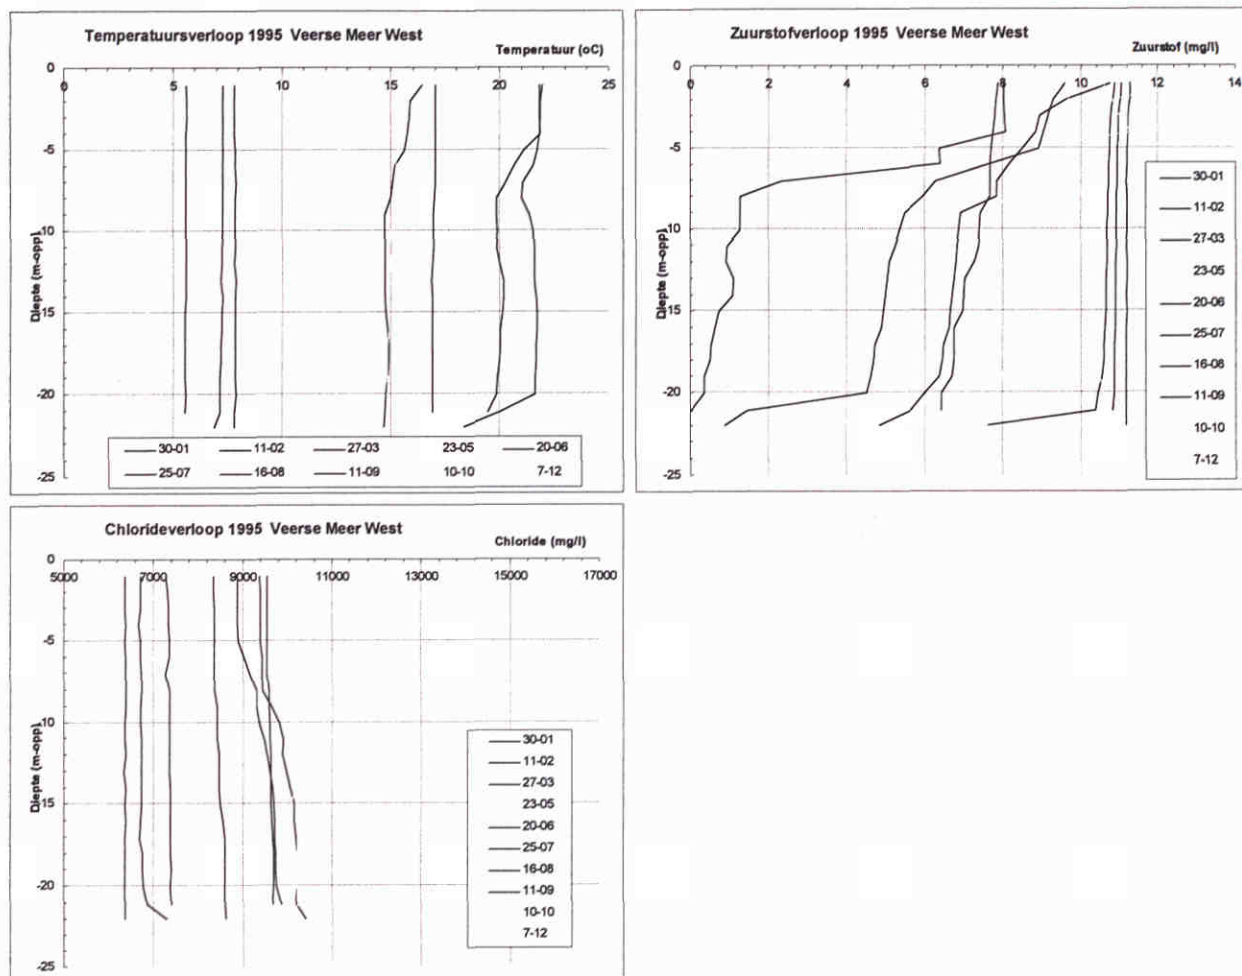 Temperatuursverloop 1995 Veerse Meer West
Temperatuur (oC)
0 5 10 15 20 25
0
-5
-10
-15
-20
-25
Diepte (m-opp)
30-01 11-02 27-03 23-05 20-06
25-07 16-08 11-09 10-10 7-12
Zuurstofverloop 1995 Veerse Meer West
Zuurstof (mg/l)
0 2 4 6 8 10 12 14
0
-5
-10
-15
-20
-25
Diepte (m-opp)
30-01
11-02
27-03
23-05
20-06
25-07
16-08
11-09
10-10
7-12
Chlorideverloop 1995 Veerse Meer West
Chloride (mg/l)
5000 7000 9000 11000 13000 15000 17000
0
-5
-10
-15
-20
-25
Diepte (m-opp)
30-01
11-02
27-03
23-05
20-06
25-07
16-08
11-09
10-10
7-12